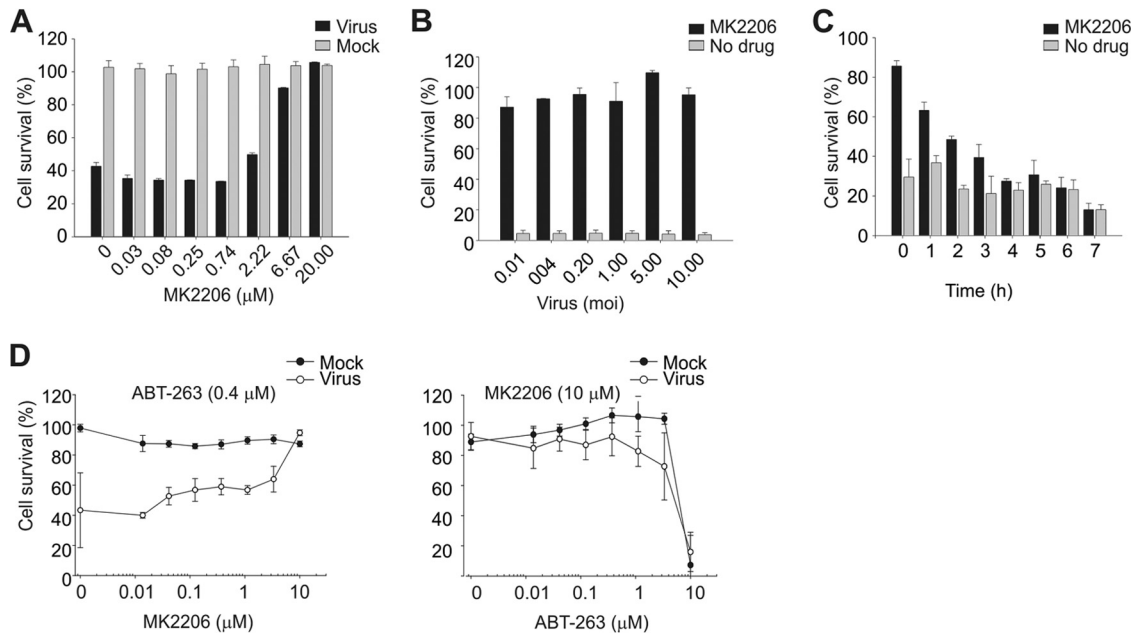 A
Virus
Mock
Cell survival (%)
120
100
80
60
40
20
0
0 0.03 0.08 0.25 0.74 2.22 6.67 20.00
MK2206 (μM)
B
MK2206
No drug
Cell survival (%)
120
100
80
60
40
20
0
0.01 004 0.20 1.00 5.00 10.00
Virus (moi)
C
MK2206
No drug
Cell survival (%)
100
80
60
40
20
0
0 1 2 3 4 5 6 7
Time (h)
D
Mock
Virus
ABT-263 (0.4 μM)
Cell survival (%)
120
100
80
60
40
20
0
0 0.01 0.1 1 10
MK2206 (μM)
Mock
Virus
MK2206 (10 μM)
120
100
80
60
40
20
0 0.01 0.1 1 10
ABT-263 (μM)